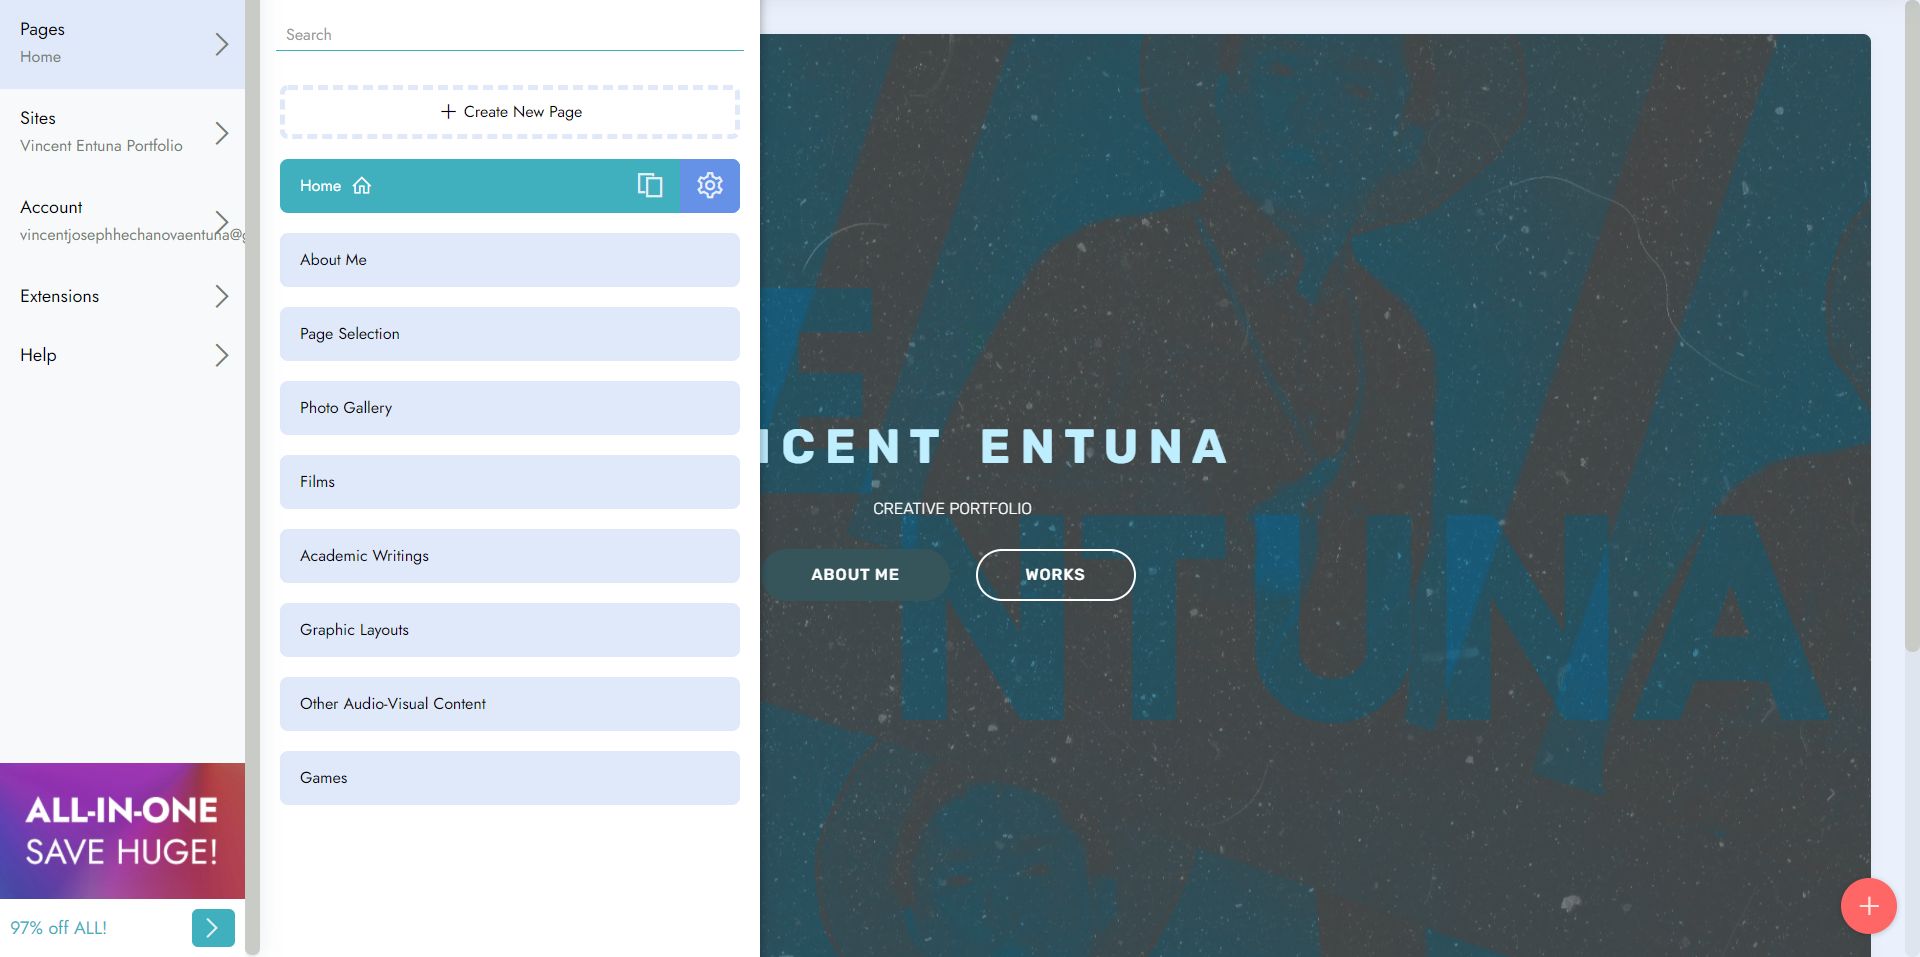 Pages
Home
Sites
Vincent Entuna Portfolio
Account
vincentjosephhechanovaentuna@g
Extensions
Help
ALL-IN-ONE
SAVE HUGE!
97% off ALL!
Search
Create New Page
Home
About Me
Page Selection
Photo Gallery
Films
Academic Writings
Graphic Layouts
Other Audio-Visual Content
Games
E
ICENT ENTUNA
CREATIVE PORTFOLIO
ABOUT ME
WORKS
NTUNA